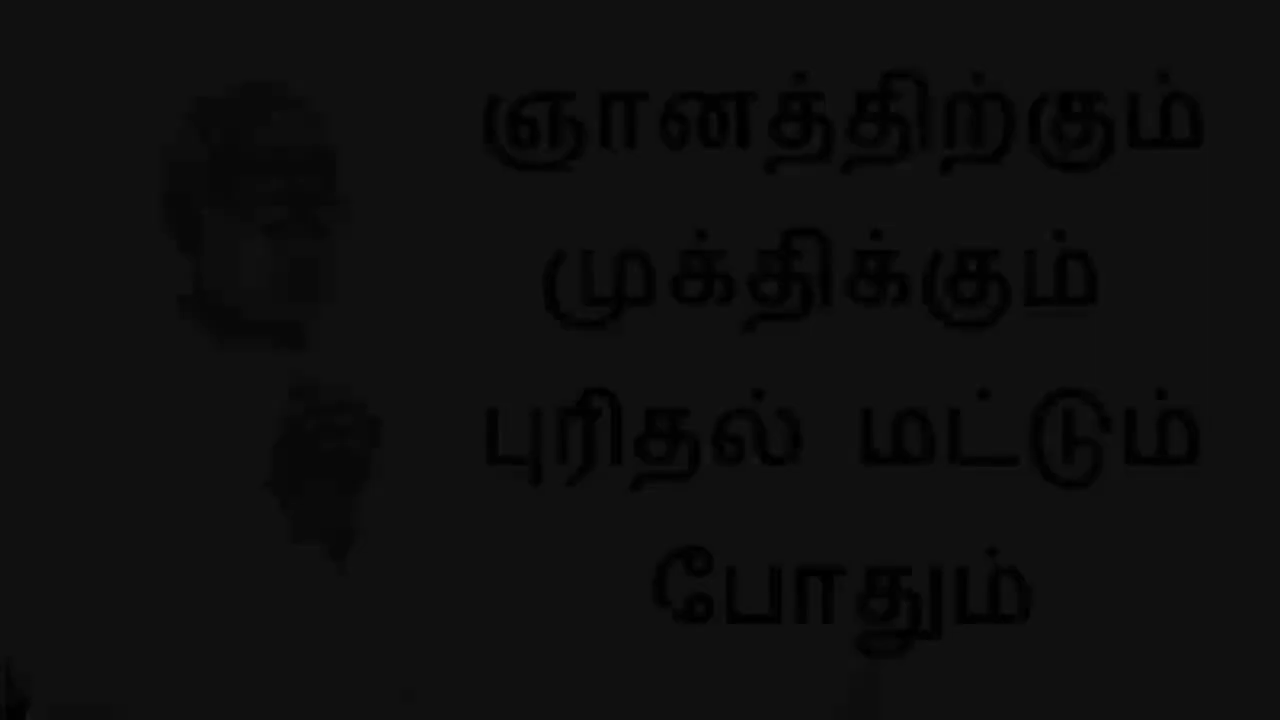 ஞானத்திற்கும்
முக்திக்கும்
புரிதல் மட்டும்
போதும்